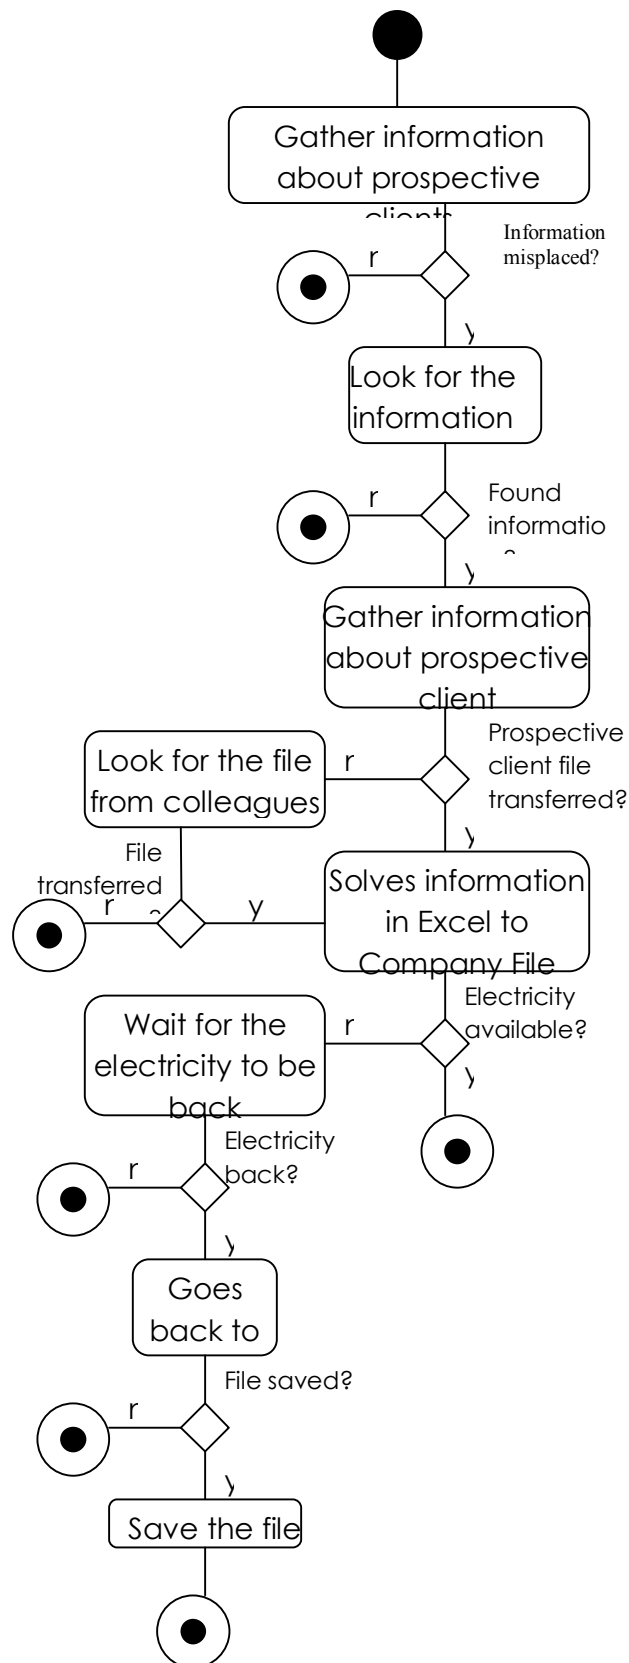 Gather information
about prospective
clients
Information
misplaced?
r
y
Look for the
information
r
Found
informatio
?
y
Gather information
about prospective
client
Prospective
client file
transferred?
Look for the file
from colleagues
r
y
File
transferred
?
r
y
Solves information
in Excel to
Company File
Electricity
available?
Wait for the
electricity to be
back
r
y
Electricity
back?
r
y
Goes
back to
File saved?
r
y
Save the file